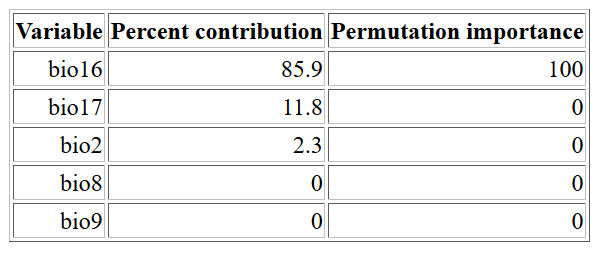 Variable Percent contribution Permutation importance
bio16 85.9 100
bio17 11.8 0
bio2 2.3 0
bio8 0 0
bio9 0 0